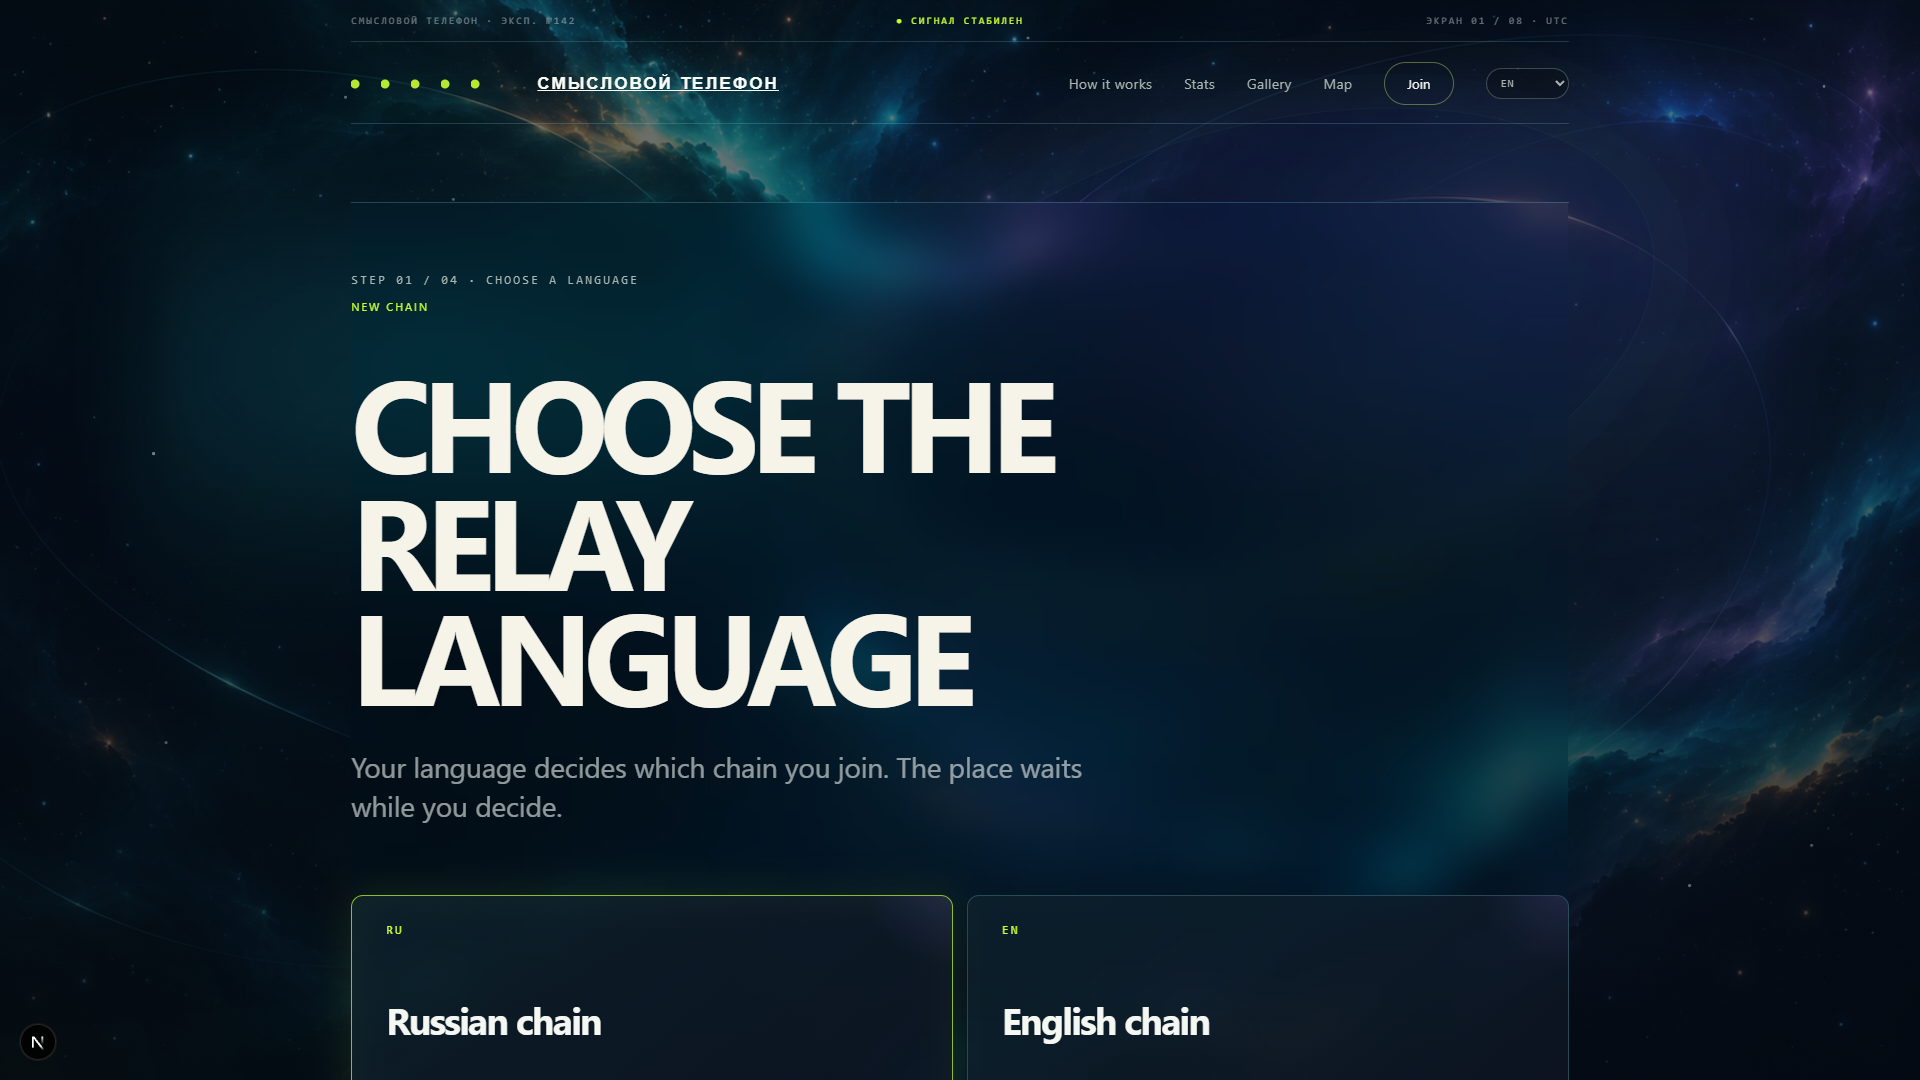 СМЫСЛОВОЙ ТЕЛЕФОН · ЭКСП. №142
● СИГНАЛ СТАБИЛЕН
ЭКРАН 01 / 08 · UTC
СМЫСЛОВОЙ ТЕЛЕФОН
How it works
Stats
Gallery
Map
Join
EN
STEP 01 / 04 · CHOOSE A LANGUAGE
NEW CHAIN
CHOOSE THE
RELAY
LANGUAGE
Your language decides which chain you join. The place waits
while you decide.
RU
EN
Russian chain
English chain
N